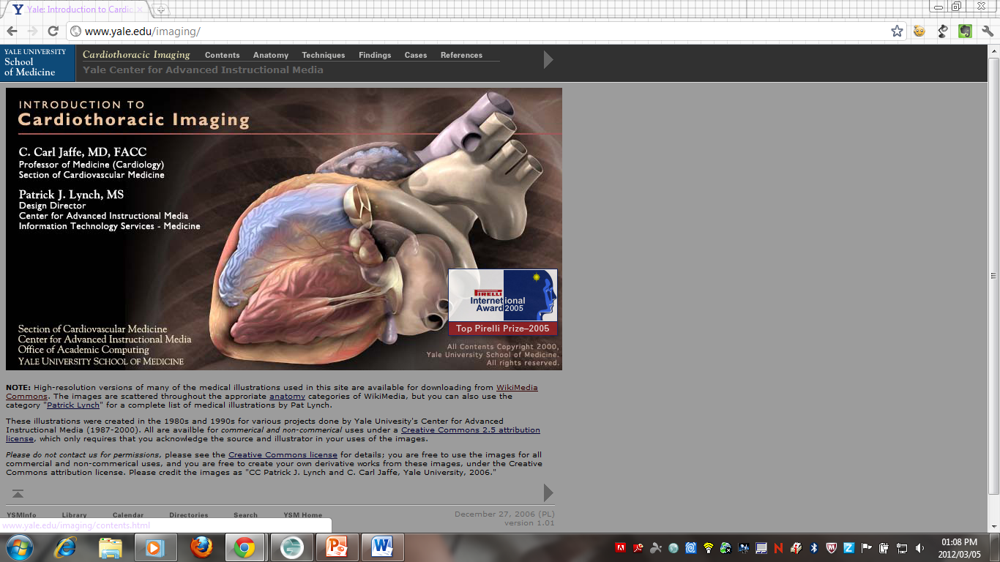 Yale: Introduction to Cardio
www.yale.edu/imaging/
YALE UNIVERSITY
School
of Medicine
Cardiothoracic Imaging Contents Anatomy Techniques Findings Cases References
Yale Center for Advanced Instructional Media
INTRODUCTION TO
Cardiothoracic Imaging
C. Carl Jaffe, MD, FACC
Professor of Medicine (Cardiology)
Section of Cardiovascular Medicine
Patrick J. Lynch, MS
Design Director
Center for Advanced Instructional Media
Information Technology Services - Medicine
PIRELLI
International
Award 2005
Top Pirelli Prize–2005
Section of Cardiovascular Medicine
Center for Advanced Instructional Media
Office of Academic Computing
YALE UNIVERSITY SCHOOL OF MEDICINE
All Contents Copyright 2000,
Yale University School of Medicine.
All rights reserved.
NOTE: High-resolution versions of many of the medical illustrations used in this site are available for downloading from WikiMedia
Commons. The images are scattered throughout the approriate anatomy categories of WikiMedia, but you can also use the
category "Patrick Lynch" for a complete list of medical illustrations by Pat Lynch.
These illustrations were created in the 1980s and 1990s for various projects done by Yale Univesity's Center for Advanced
Instructional Media (1987-2000). All are availble for commerical and non-commerical uses under a Creative Commons 2.5 attribution
license, which only requires that you acknowledge the source and illustrator in your uses of the images.
Please do not contact us for permissions, please see the Creative Commons license for details; you are free to use the images for all
commercial and non-commerical uses, and you are free to create your own derivative works from these images, under the Creative
Commons attribution license. Please credit the images as "CC Patrick J. Lynch and C. Carl Jaffe, Yale University, 2006."
YSMInfo Library Calendar Directories Search YSM Home
December 27, 2006 (PL)
version 1.01
www.yale.edu/imaging/contents.html
01:08 PM
2012/03/05